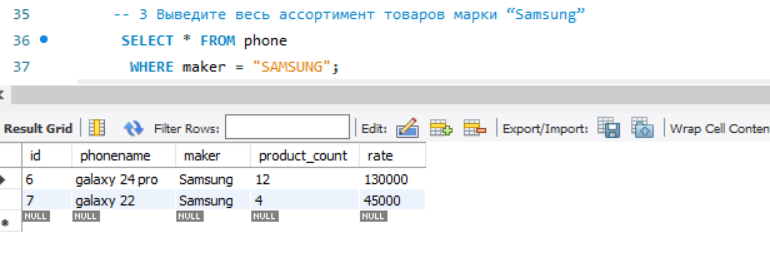 35 -- 3 Выведите весь ассортимент товаров марки “Samsung”
36 SELECT * FROM phone
37 WHERE maker = "SAMSUNG";
Result Grid Filter Rows: Edit: Export/Import: Wrap Cell Conten
id phonename maker product_count rate
6 galaxy 24 pro Samsung 12 130000
7 galaxy 22 Samsung 4 45000
NULL NULL NULL NULL NULL